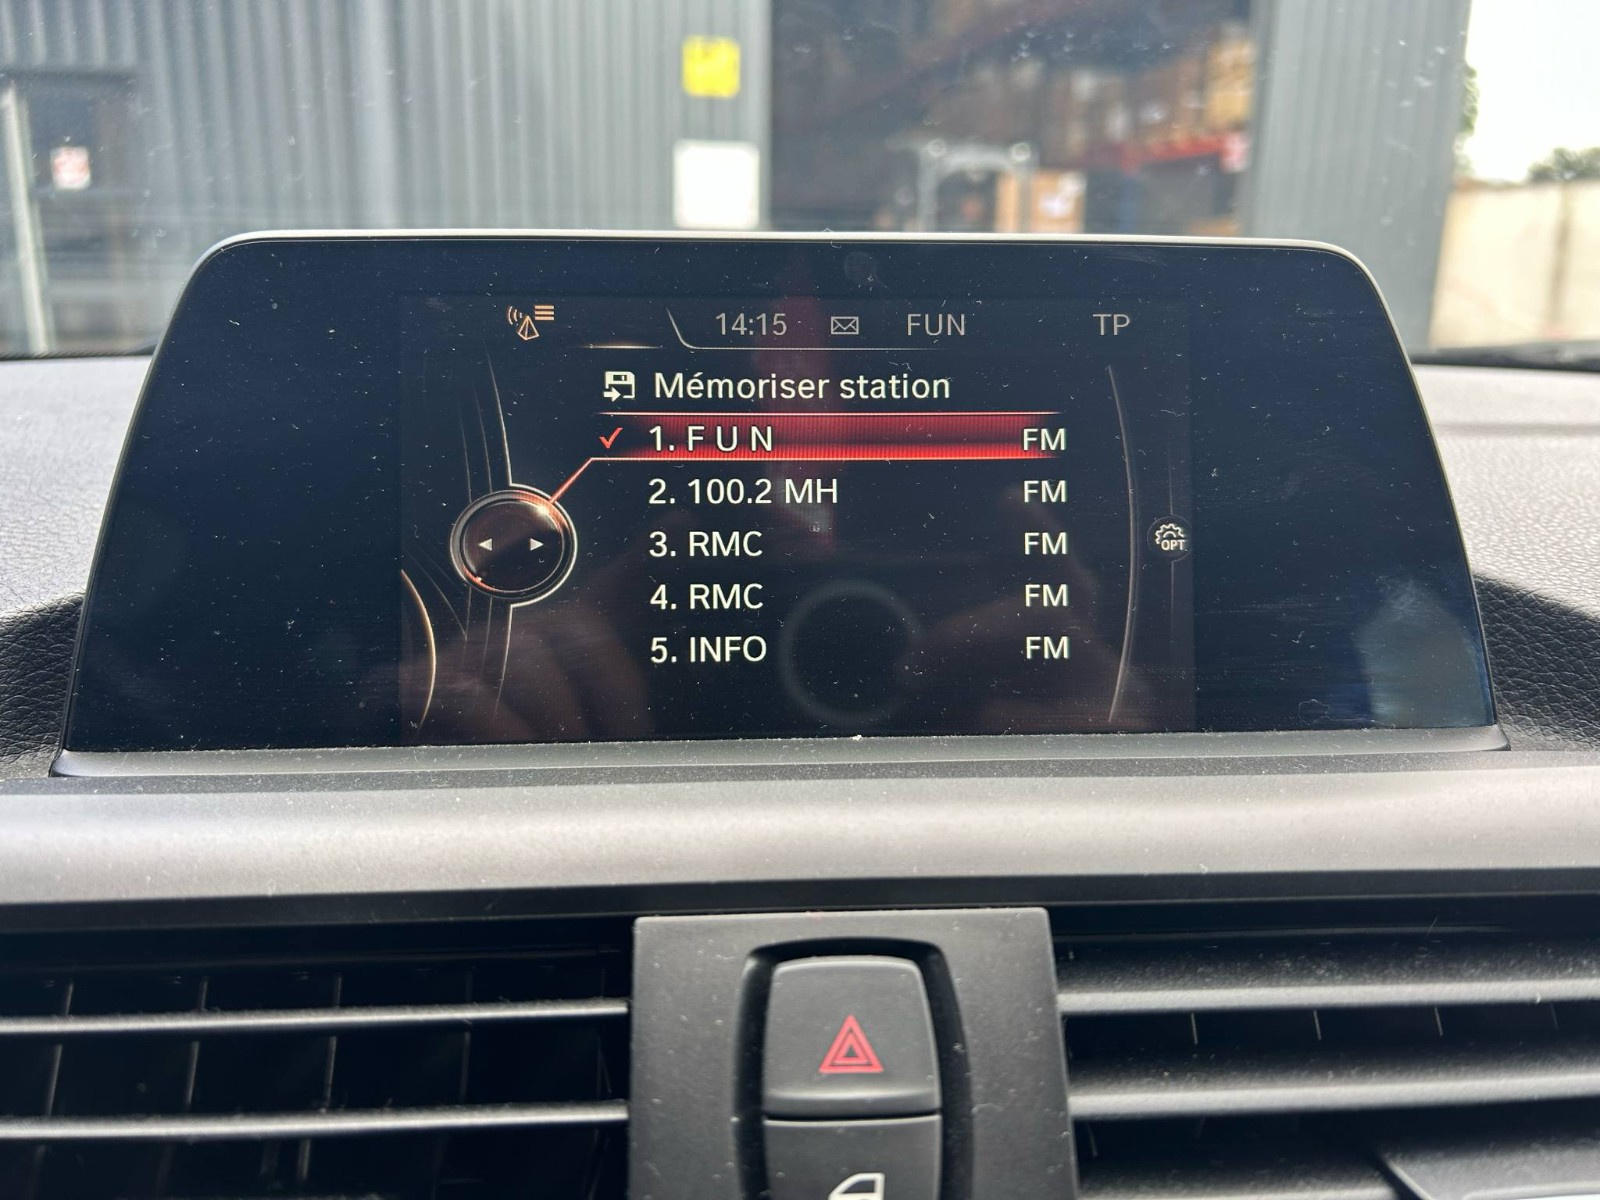 14:15 FUN TP
Mémoriser station
1. F U N FM
2. 100.2 MH FM
3. RMC FM
4. RMC FM
5. INFO FM
OPT